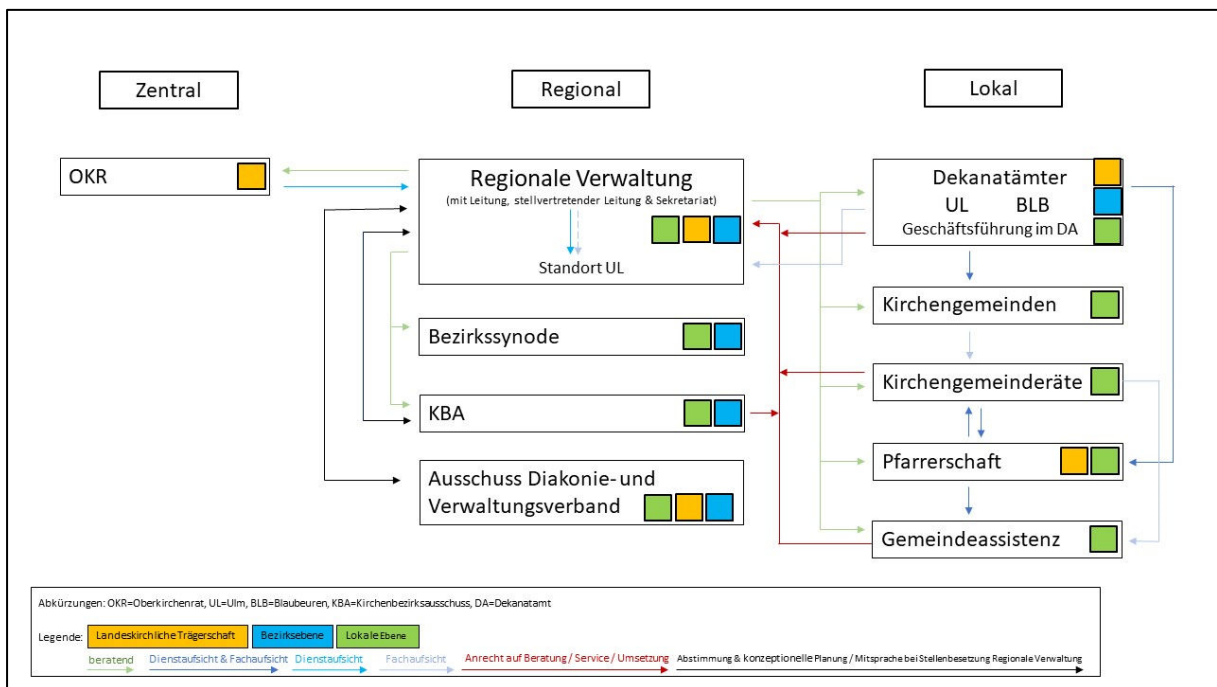 Zentral
Regional
Lokal
OKR
Regionale Verwaltung
(mit Leitung, stellvertretender Leitung & Sekretariat)
Standort UL
Bezirkssynode
KBA
Ausschuss Diakonie- und
Verwaltungsverband
Dekanatämter
UL BLB
Geschäftsführung im DA
Kirchengemeinden
Kirchengemeinderäte
Pfarrerschaft
Gemeindeassistenz
Abkürzungen: OKR=Oberkirchenrat, UL=Ulm, BLB=Blaubeuren, KBA=Kirchenbezirksausschuss, DA=Dekanatamt
Legende: Landeskirchliche Trägerschaft Bezirksebene Lokale Ebene
beratend Dienstaufsicht & Fachaufsicht Dienstaufsicht Fachaufsicht Anrecht auf Beratung / Service / Umsetzung Abstimmung & konzeptionelle Planung / Mitsprache bei Stellenbesetzung Regionale Verwaltung